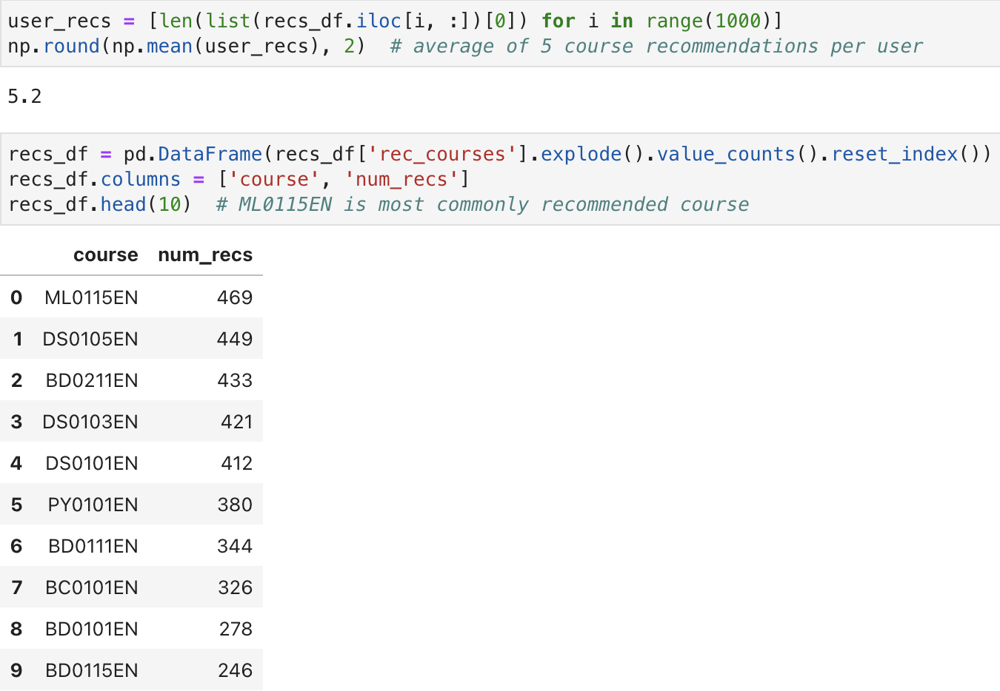 user_recs = [len(list(recs_df.iloc[i, :])[0]) for i in range(1000)]
np.round(np.mean(user_recs), 2)  # average of 5 course recommendations per user
5.2
recs_df = pd.DataFrame(recs_df['rec_courses'].explode().value_counts().reset_index())
recs_df.columns = ['course', 'num_recs']
recs_df.head(10)  # ML0115EN is most commonly recommended course
course num_recs
0 ML0115EN 469
1 DS0105EN 449
2 BD0211EN 433
3 DS0103EN 421
4 DS0101EN 412
5 PY0101EN 380
6 BD0111EN 344
7 BC0101EN 326
8 BD0101EN 278
9 BD0115EN 246